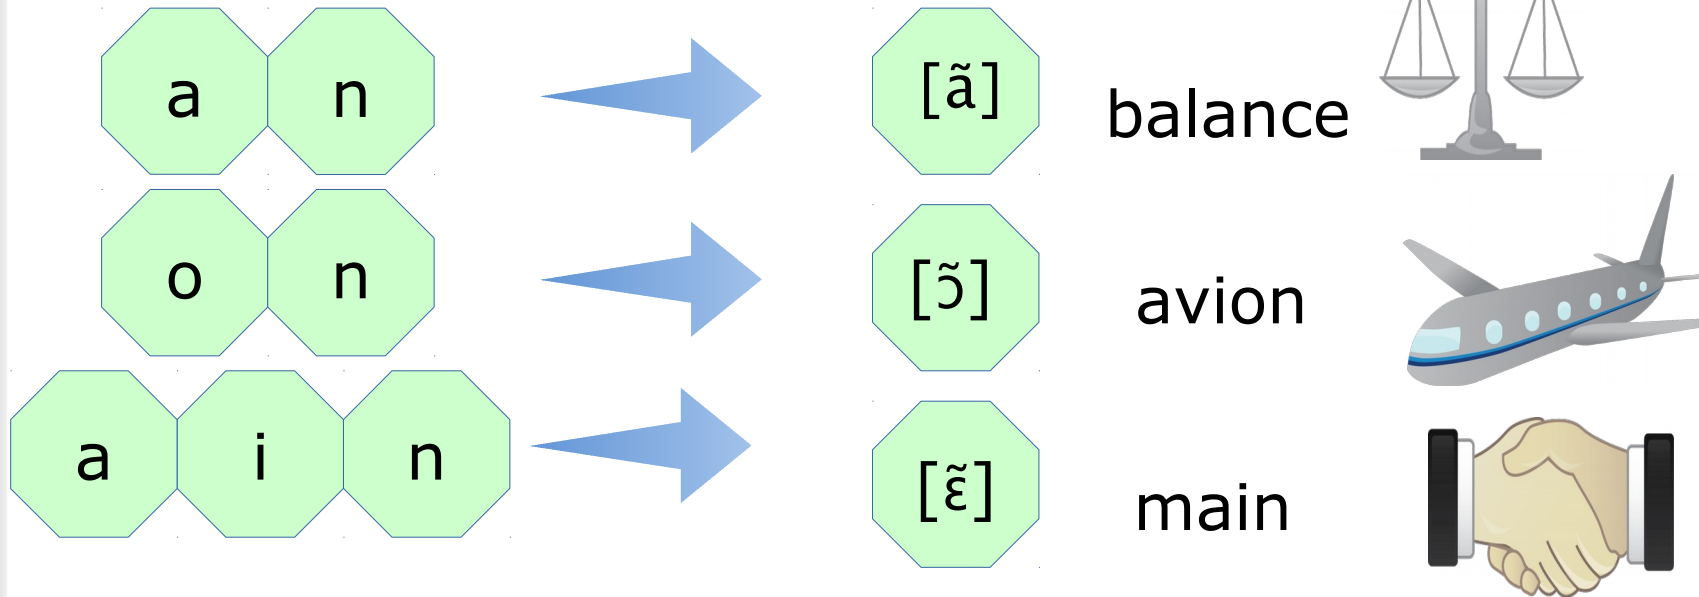 a n [ã] balance
o n [ɔ̃] avion
a i n [ɛ̃] main